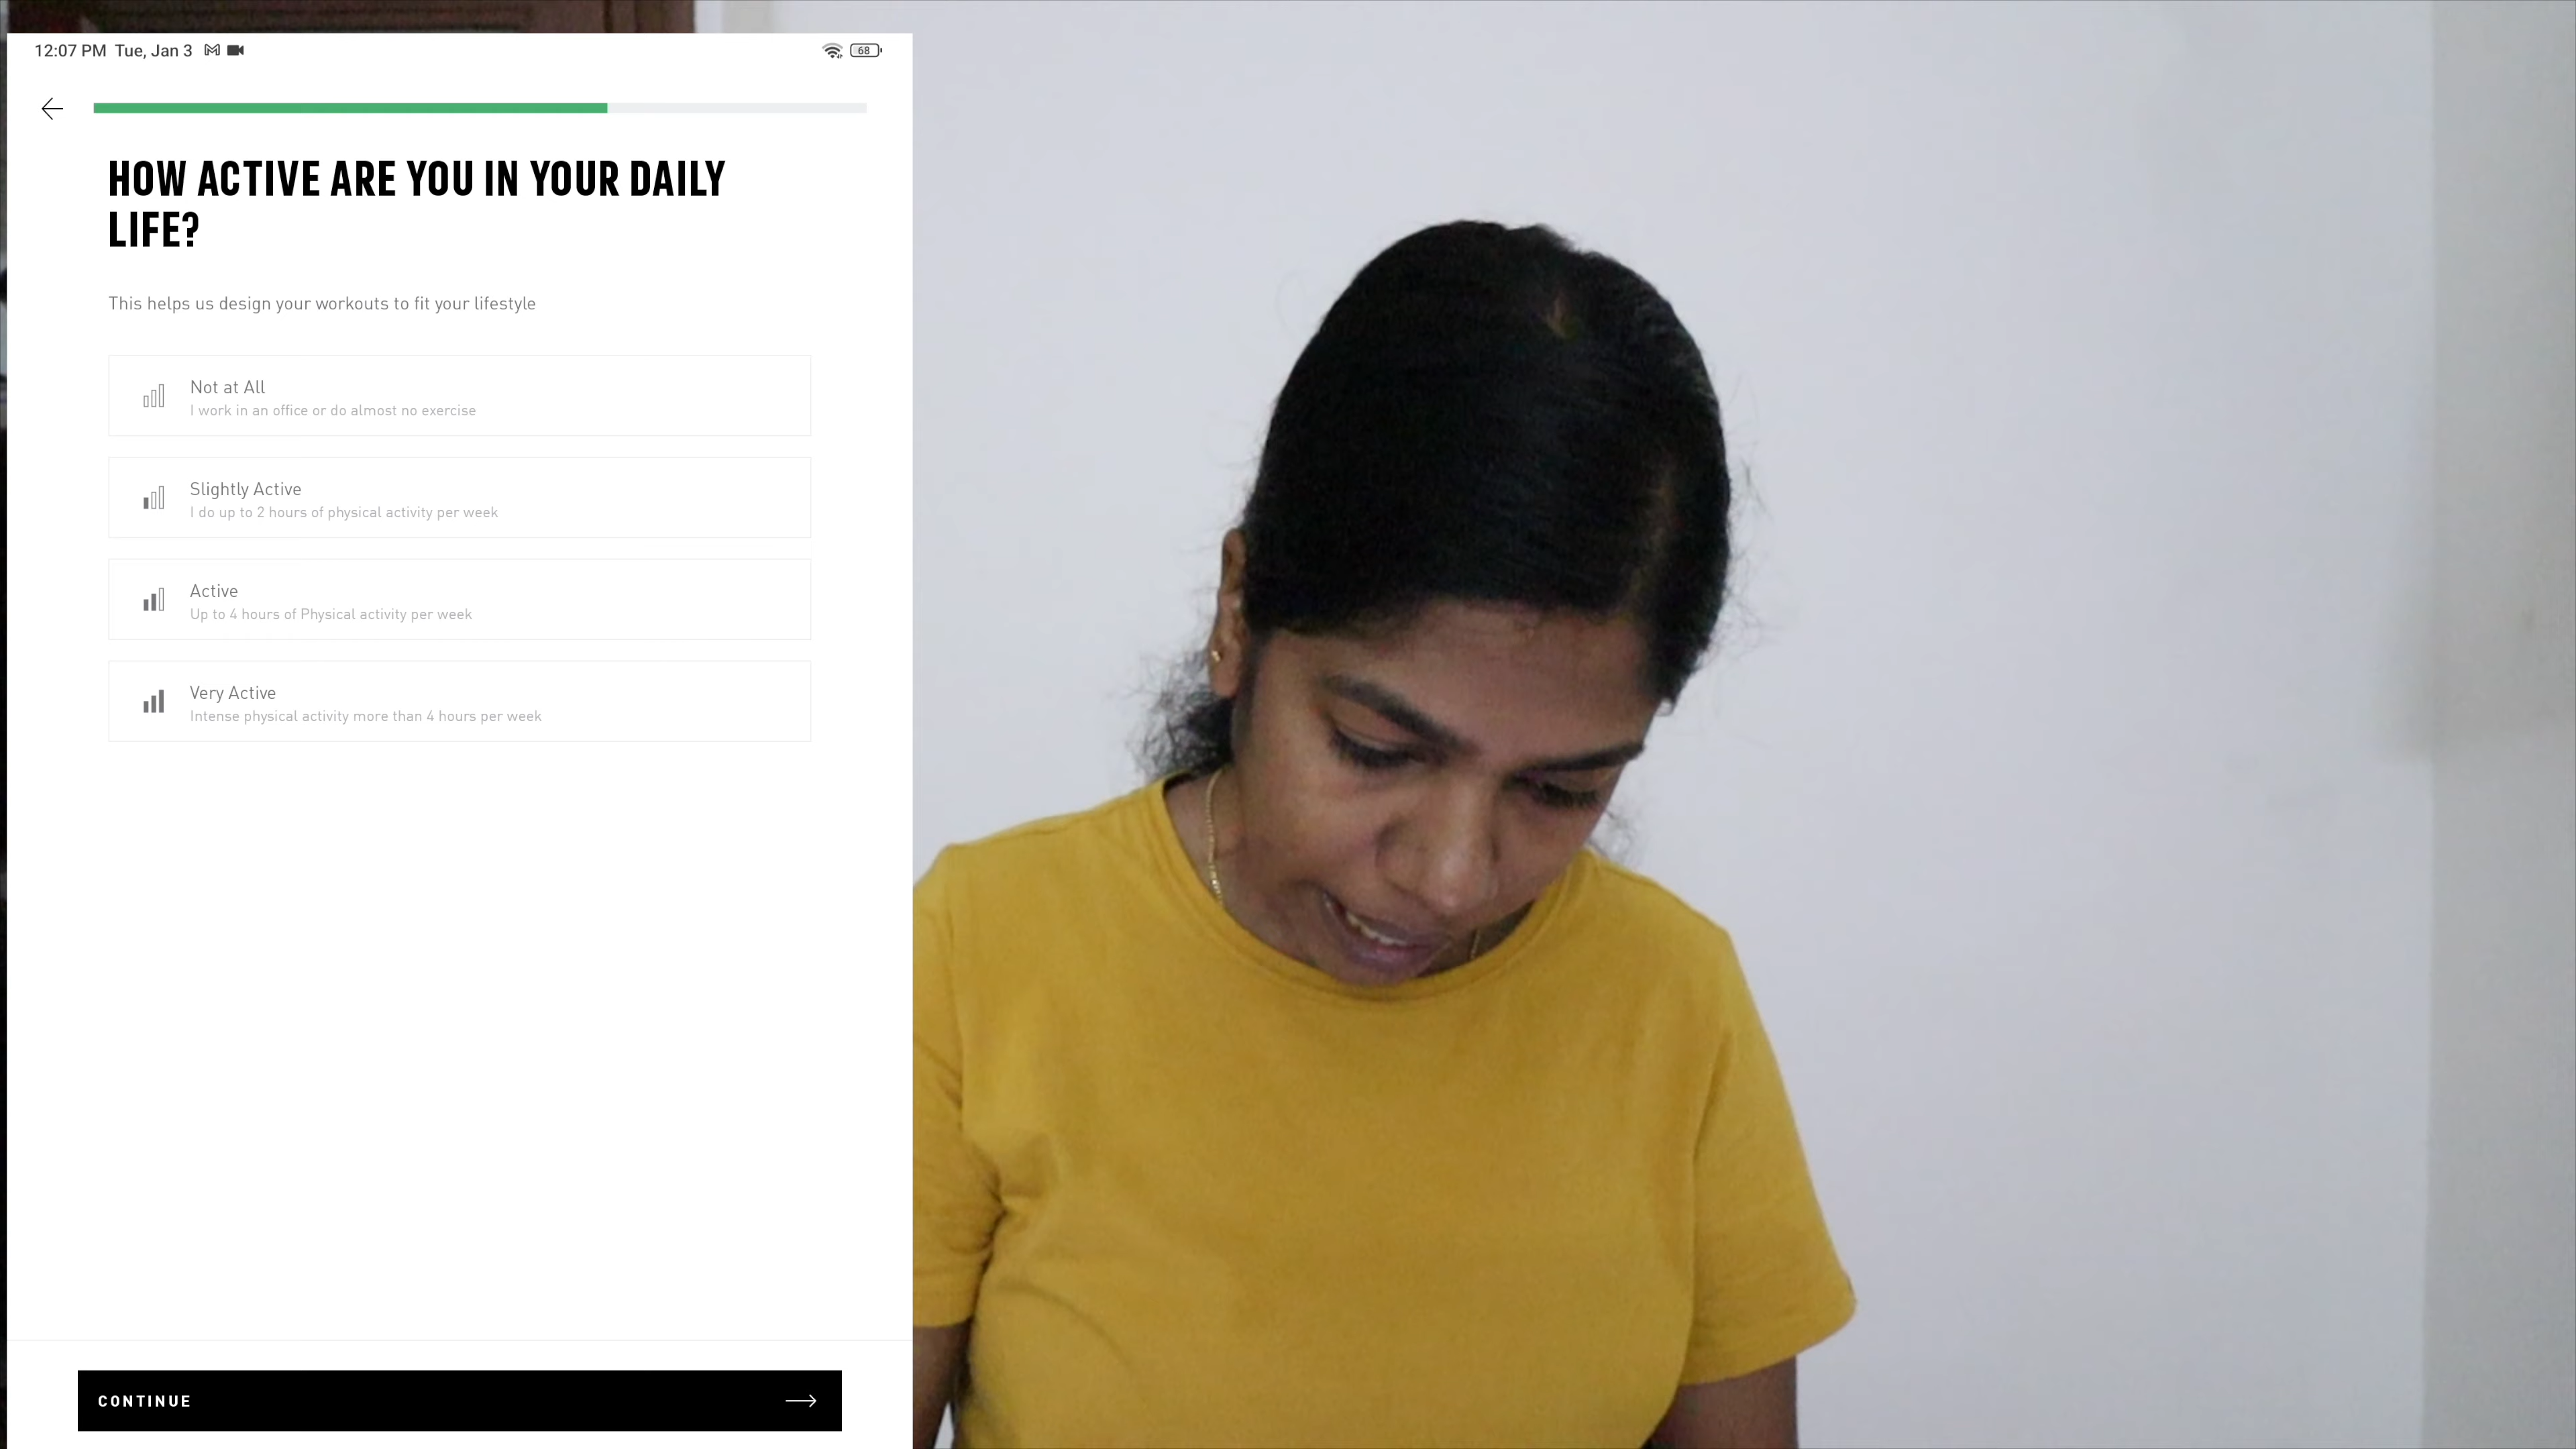 12:07 PM Tue, Jan 3
68
HOW ACTIVE ARE YOU IN YOUR DAILY
LIFE?
This helps us design your workouts to fit your lifestyle
Not at All
I work in an office or do almost no exercise
Slightly Active
I do up to 2 hours of physical activity per week
Active
Up to 4 hours of Physical activity per week
Very Active
Intense physical activity more than 4 hours per week
CONTINUE